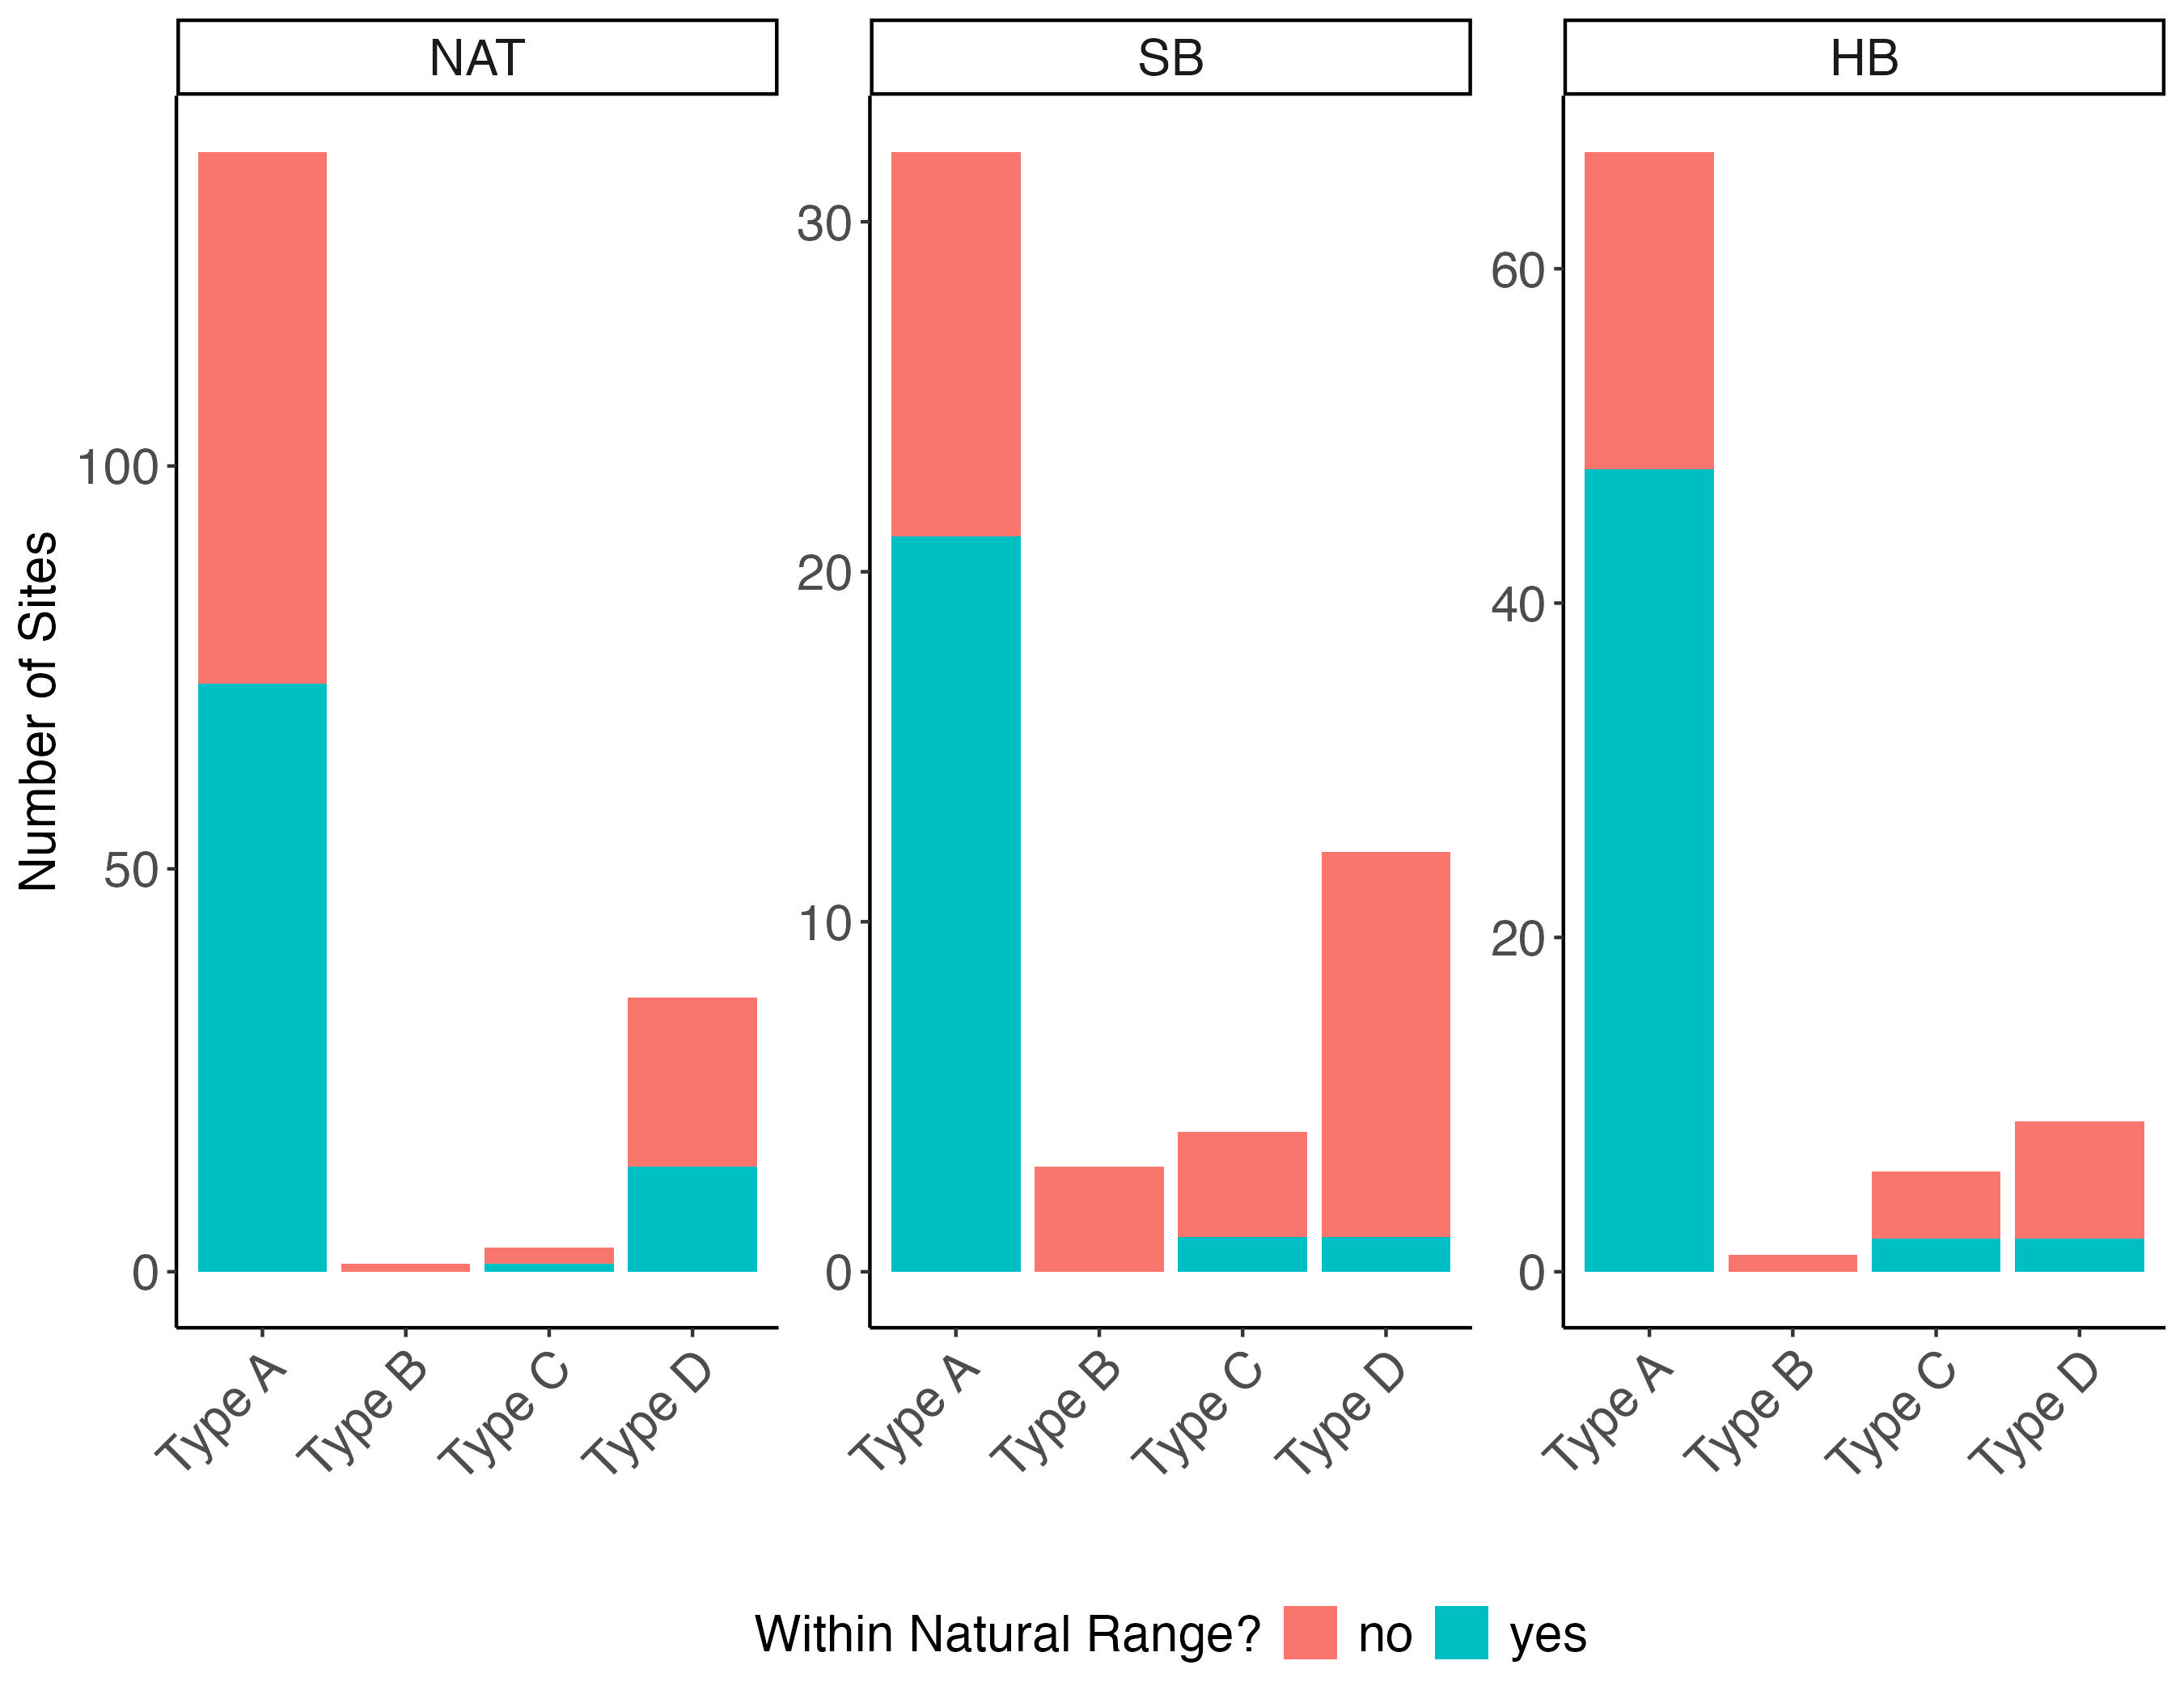 NAT
SB
HB
Number of Sites
100
50
0
30
20
10
0
60
40
20
0
Type A
Type B
Type C
Type D
Type A
Type B
Type C
Type D
Type A
Type B
Type C
Type D
Within Natural Range? no yes